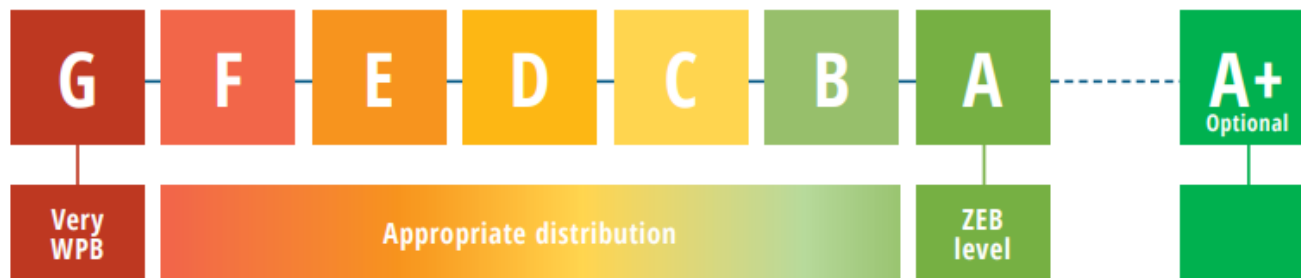 G F E D C B A A+
Optional
Very
WPB
Appropriate distribution
ZEB
level